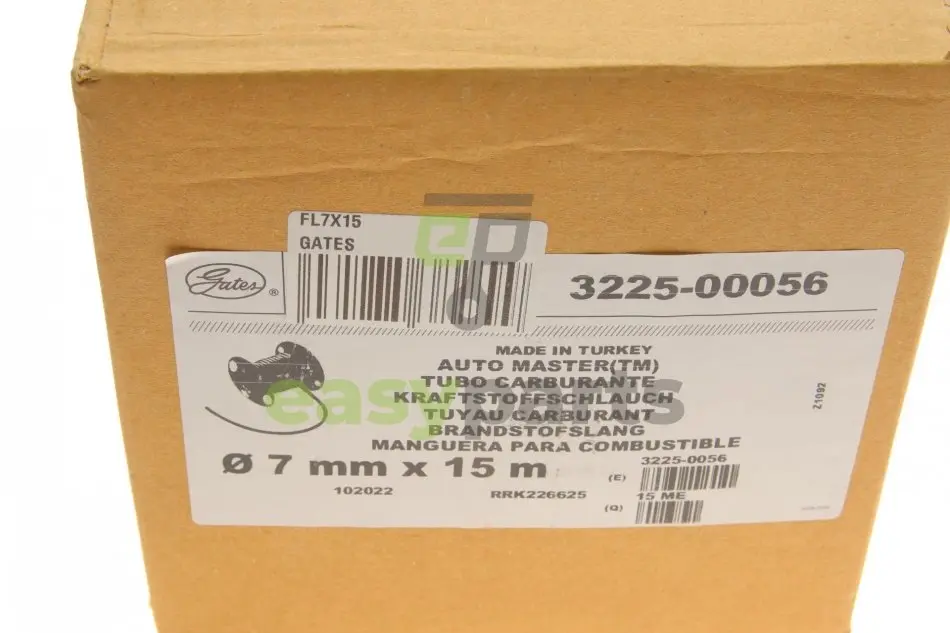 FL7X15
GATES
Gates ®
3225-00056
MADE IN TURKEY
AUTO MASTER(TM)
TUBO CARBURANTE
KRAFTSTOFFSCHLAUCH
TUYAU CARBURANT
BRANDSTOFSLANG
MANGUERA PARA COMBUSTIBLE
Ø 7 mm x 15 m
(E)
3225-0056
102022
RRK226625
(Q)
15 ME
Z1092
easyparts